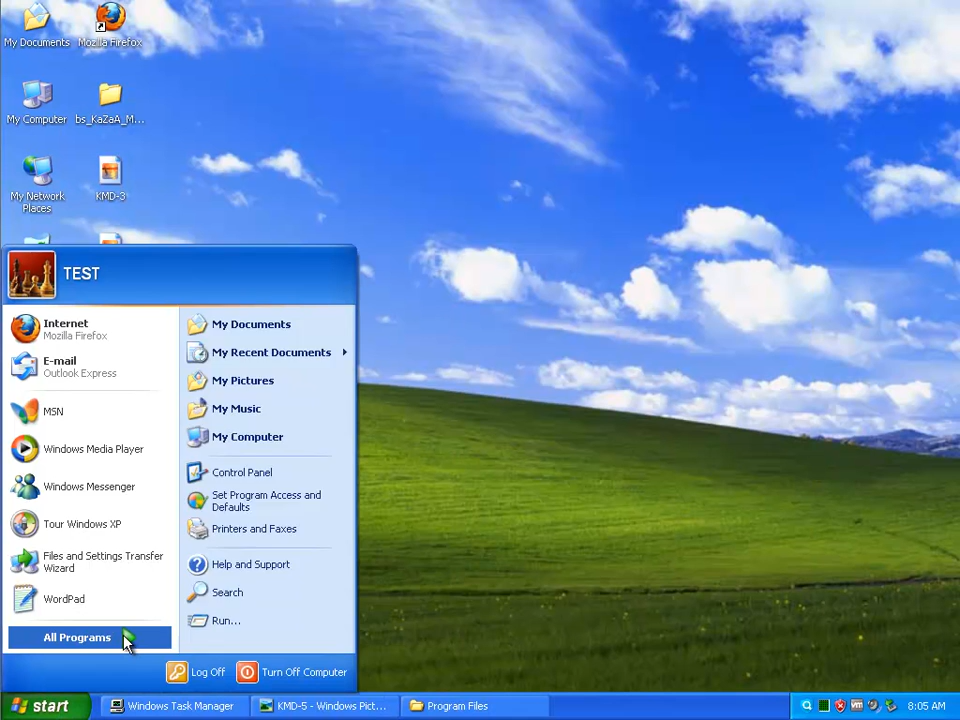 My Documents
Mozilla Firefox
My Computer
bs_KaZaA_M...
My Network
Places
KMD-3
TEST
Internet
Mozilla Firefox
E-mail
Outlook Express
MSN
Windows Media Player
Windows Messenger
Tour Windows XP
Files and Settings Transfer
Wizard
WordPad
All Programs
My Documents
My Recent Documents
My Pictures
My Music
My Computer
Control Panel
Set Program Access and
Defaults
Printers and Faxes
Help and Support
Search
Run...
Log Off
Turn Off Computer
start
Windows Task Manager
KMD-5 - Windows Pict...
Program Files
8:05 AM